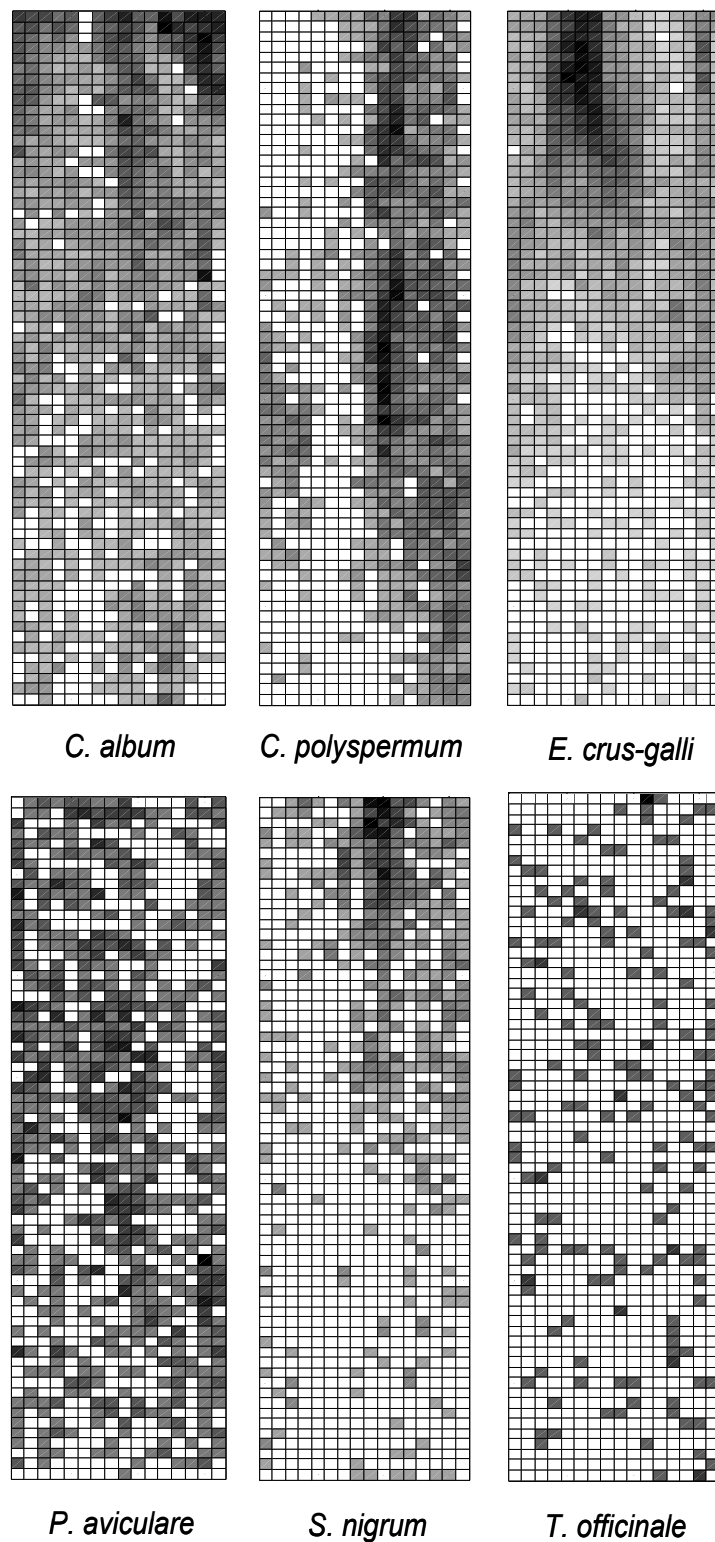 C. album C. polyspermum E. crus-galli
P. aviculare S. nigrum T. officinale